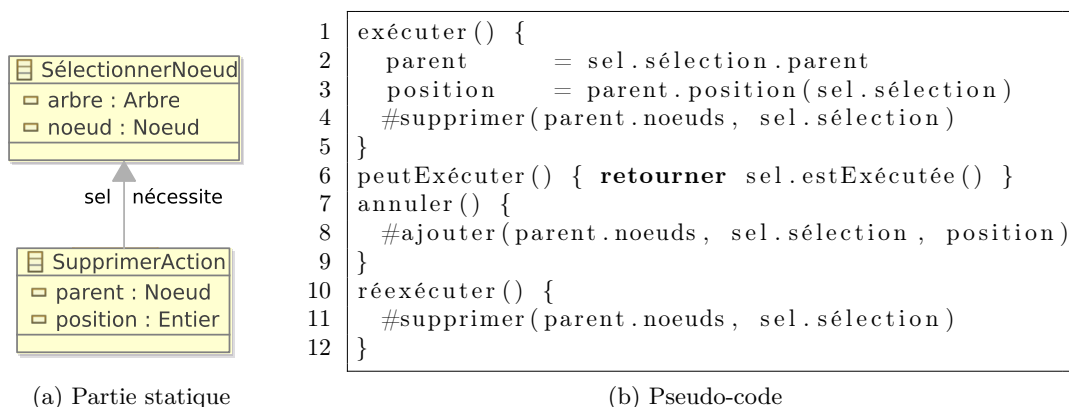 SélectionnerNoeud
arbre : Arbre
noeud : Noeud
sel nécessite
SupprimerAction
parent : Noeud
position : Entier
(a) Partie statique
1 exécuter() {
2 parent = sel.sélection.parent
3 position = parent.position(sel.sélection)
4 #supprimer(parent.noeuds, sel.sélection)
5 }
6 peutExécuter() { retourner sel.estExécutée() }
7 annuler() {
8 #ajouter(parent.noeuds, sel.sélection, position)
9 }
10 réexécuter() {
11 #supprimer(parent.noeuds, sel.sélection)
12 }
(b) Pseudo-code